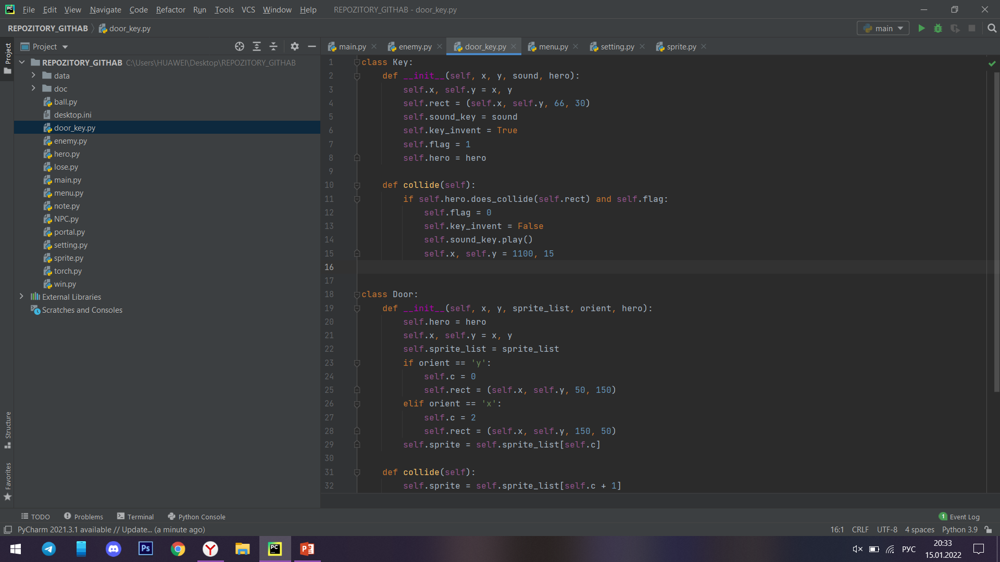 PC File Edit View Navigate Code Refactor Run Tools VCS Window Help REPOZITORY_GITHAB - door_key.py
REPOZITORY_GITHAB door_key.py main
Project
Project
main.py enemy.py door_key.py menu.py setting.py sprite.py
REPOZITORY_GITHAB C:\Users\HUAWEI\Desktop\REPOZITORY_GITHAB
data
doc
ball.py
desktop.ini
door_key.py
enemy.py
hero.py
lose.py
main.py
menu.py
note.py
NPC.py
portal.py
setting.py
sprite.py
torch.py
win.py
External Libraries
Scratches and Consoles
1 class Key:
2     def __init__(self, x, y, sound, hero):
3         self.x, self.y = x, y
4         self.rect = (self.x, self.y, 66, 30)
5         self.sound_key = sound
6         self.key_invent = True
7         self.flag = 1
8         self.hero = hero
9
10     def collide(self):
11         if self.hero.does_collide(self.rect) and self.flag:
12             self.flag = 0
13             self.key_invent = False
14             self.sound_key.play()
15             self.x, self.y = 1100, 15
16
17
18 class Door:
19     def __init__(self, x, y, sprite_list, orient, hero):
20         self.hero = hero
21         self.x, self.y = x, y
22         self.sprite_list = sprite_list
23         if orient == 'y':
24             self.c = 0
25             self.rect = (self.x, self.y, 50, 150)
26         elif orient == 'x':
27             self.c = 2
28             self.rect = (self.x, self.y, 150, 50)
29         self.sprite = self.sprite_list[self.c]
30
31     def collide(self):
32         self.sprite = self.sprite_list[self.c + 1]
Structure
Favorites
TODO Problems Terminal Python Console 1 Event Log
PyCharm 2021.3.1 available // Update... (a minute ago) 16:1 CRLF UTF-8 4 spaces Python 3.9
Ps PC P РУС 20:33
15.01.2022